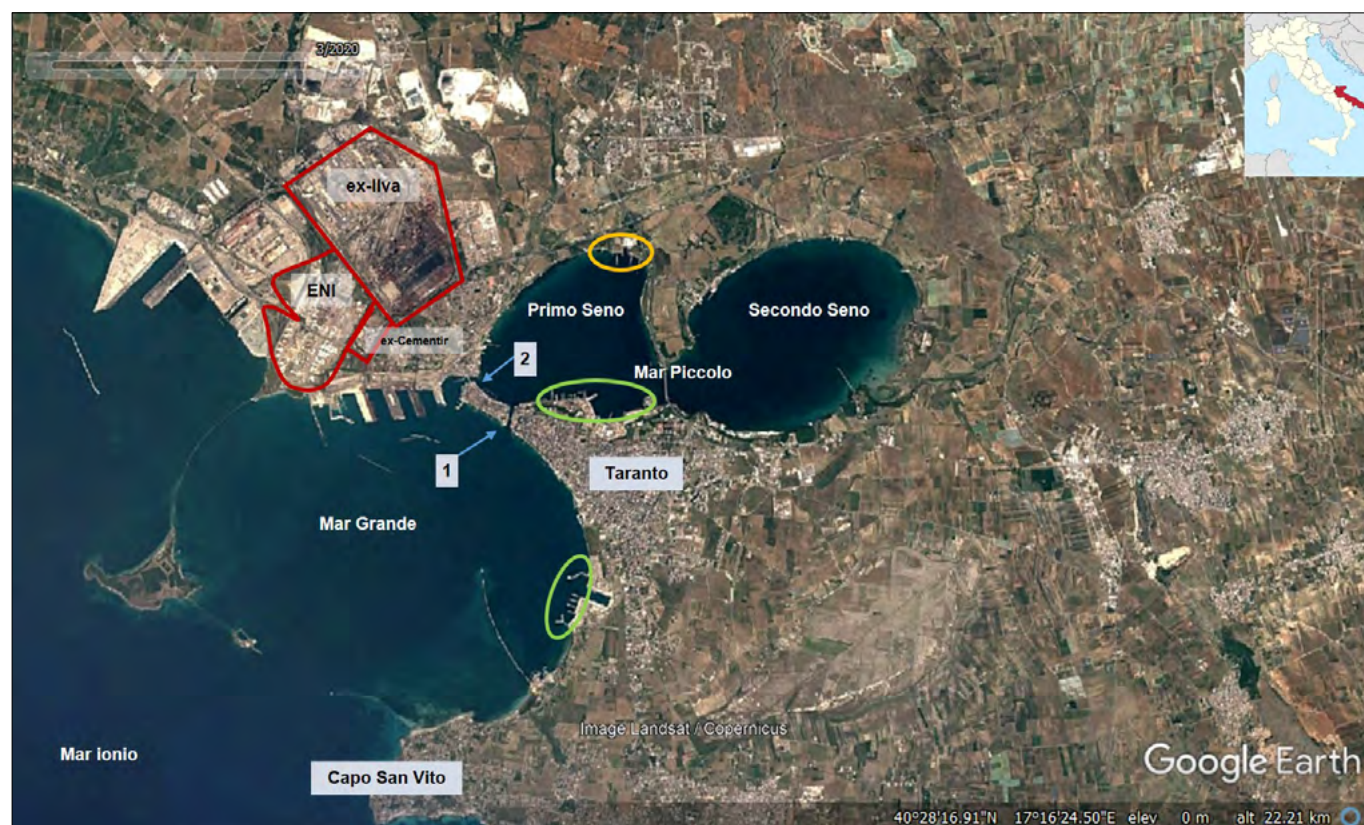 3/2020
ex-Ilva
ENI
ex-Cementir
Primo Seno
Secondo Seno
2
Mar Piccolo
1
Taranto
Mar Grande
Image Landsat / Copernicus
Mar ionio
Capo San Vito
Google Earth
40°28'16.91"N 17°16'24.50"E elev 0 m alt 22.21 km